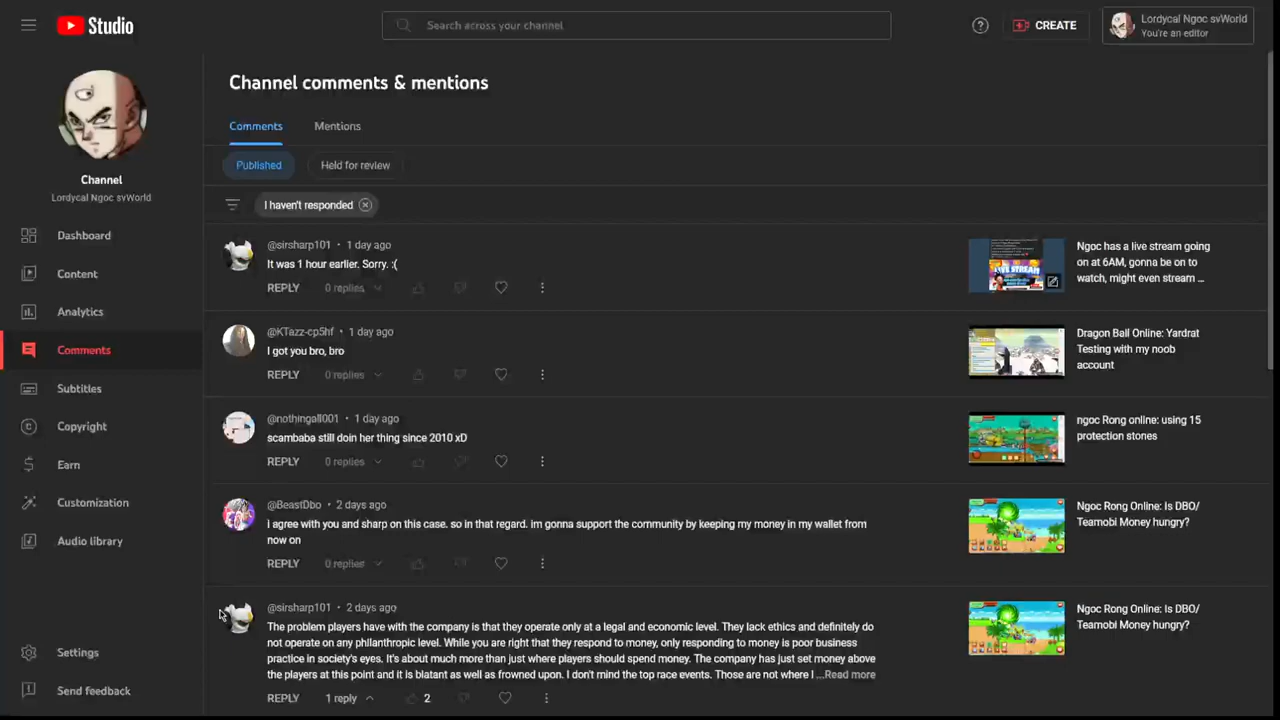 Studio
Search across your channel
CREATE
Lordycal Ngoc svWorld
You're an editor
Channel
Lordycal Ngoc svWorld
Dashboard
Content
Analytics
Comments
Subtitles
Copyright
Earn
Customization
Audio library
Settings
Send feedback
Channel comments & mentions
Comments
Mentions
Published
Held for review
I haven't responded
@sirsharp101 • 1 day ago
It was 1 hour earlier. Sorry. :(
REPLY
0 replies
LIVE STREAM
Ngoc has a live stream going
on at 6AM, gonna be on to
watch, might even stream ...
@KTazz-cp5hf • 1 day ago
I got you bro, bro
REPLY
0 replies
Dragon Ball Online: Yardrat
Testing with my noob
account
@nothingall001 • 1 day ago
scambaba still doin her thing since 2010 xD
REPLY
0 replies
ngoc Rong online: using 15
protection stones
@BeastDbo • 2 days ago
i agree with you and sharp on this case. so in that regard. im gonna support the community by keeping my money in my wallet from
now on
REPLY
0 replies
Ngoc Rong Online: Is DBO/
Teamobi Money hungry?
@sirsharp101 • 2 days ago
The problem players have with the company is that they operate only at a legal and economic level. They lack ethics and definitely do
not operate on any philanthropic level. While you are right that they respond to money, only responding to money is poor business
practice in society's eyes. It's about much more than just where players should spend money. The company has just set money above
the players at this point and it is blatant as well as frowned upon. I don't mind the top race events. Those are not where I ...Read more
REPLY
1 reply
2
Ngoc Rong Online: Is DBO/
Teamobi Money hungry?